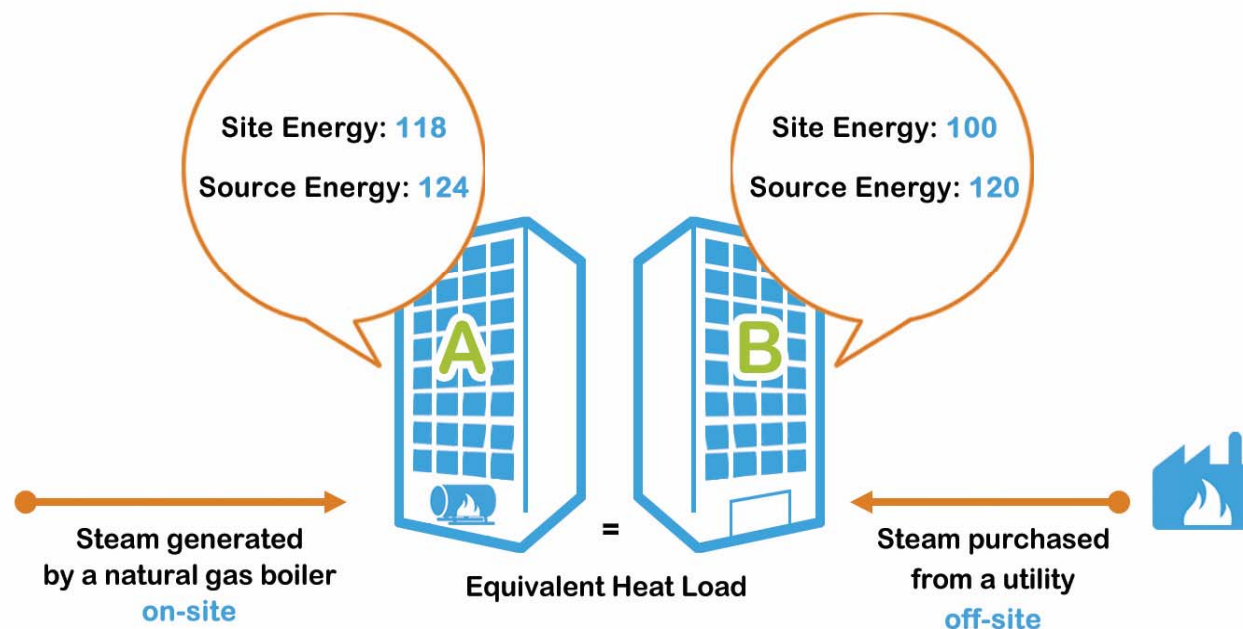 Site Energy: 118
Source Energy: 124
Site Energy: 100
Source Energy: 120
A
B
=
Equivalent Heat Load
Steam generated
by a natural gas boiler
on-site
Steam purchased
from a utility
off-site